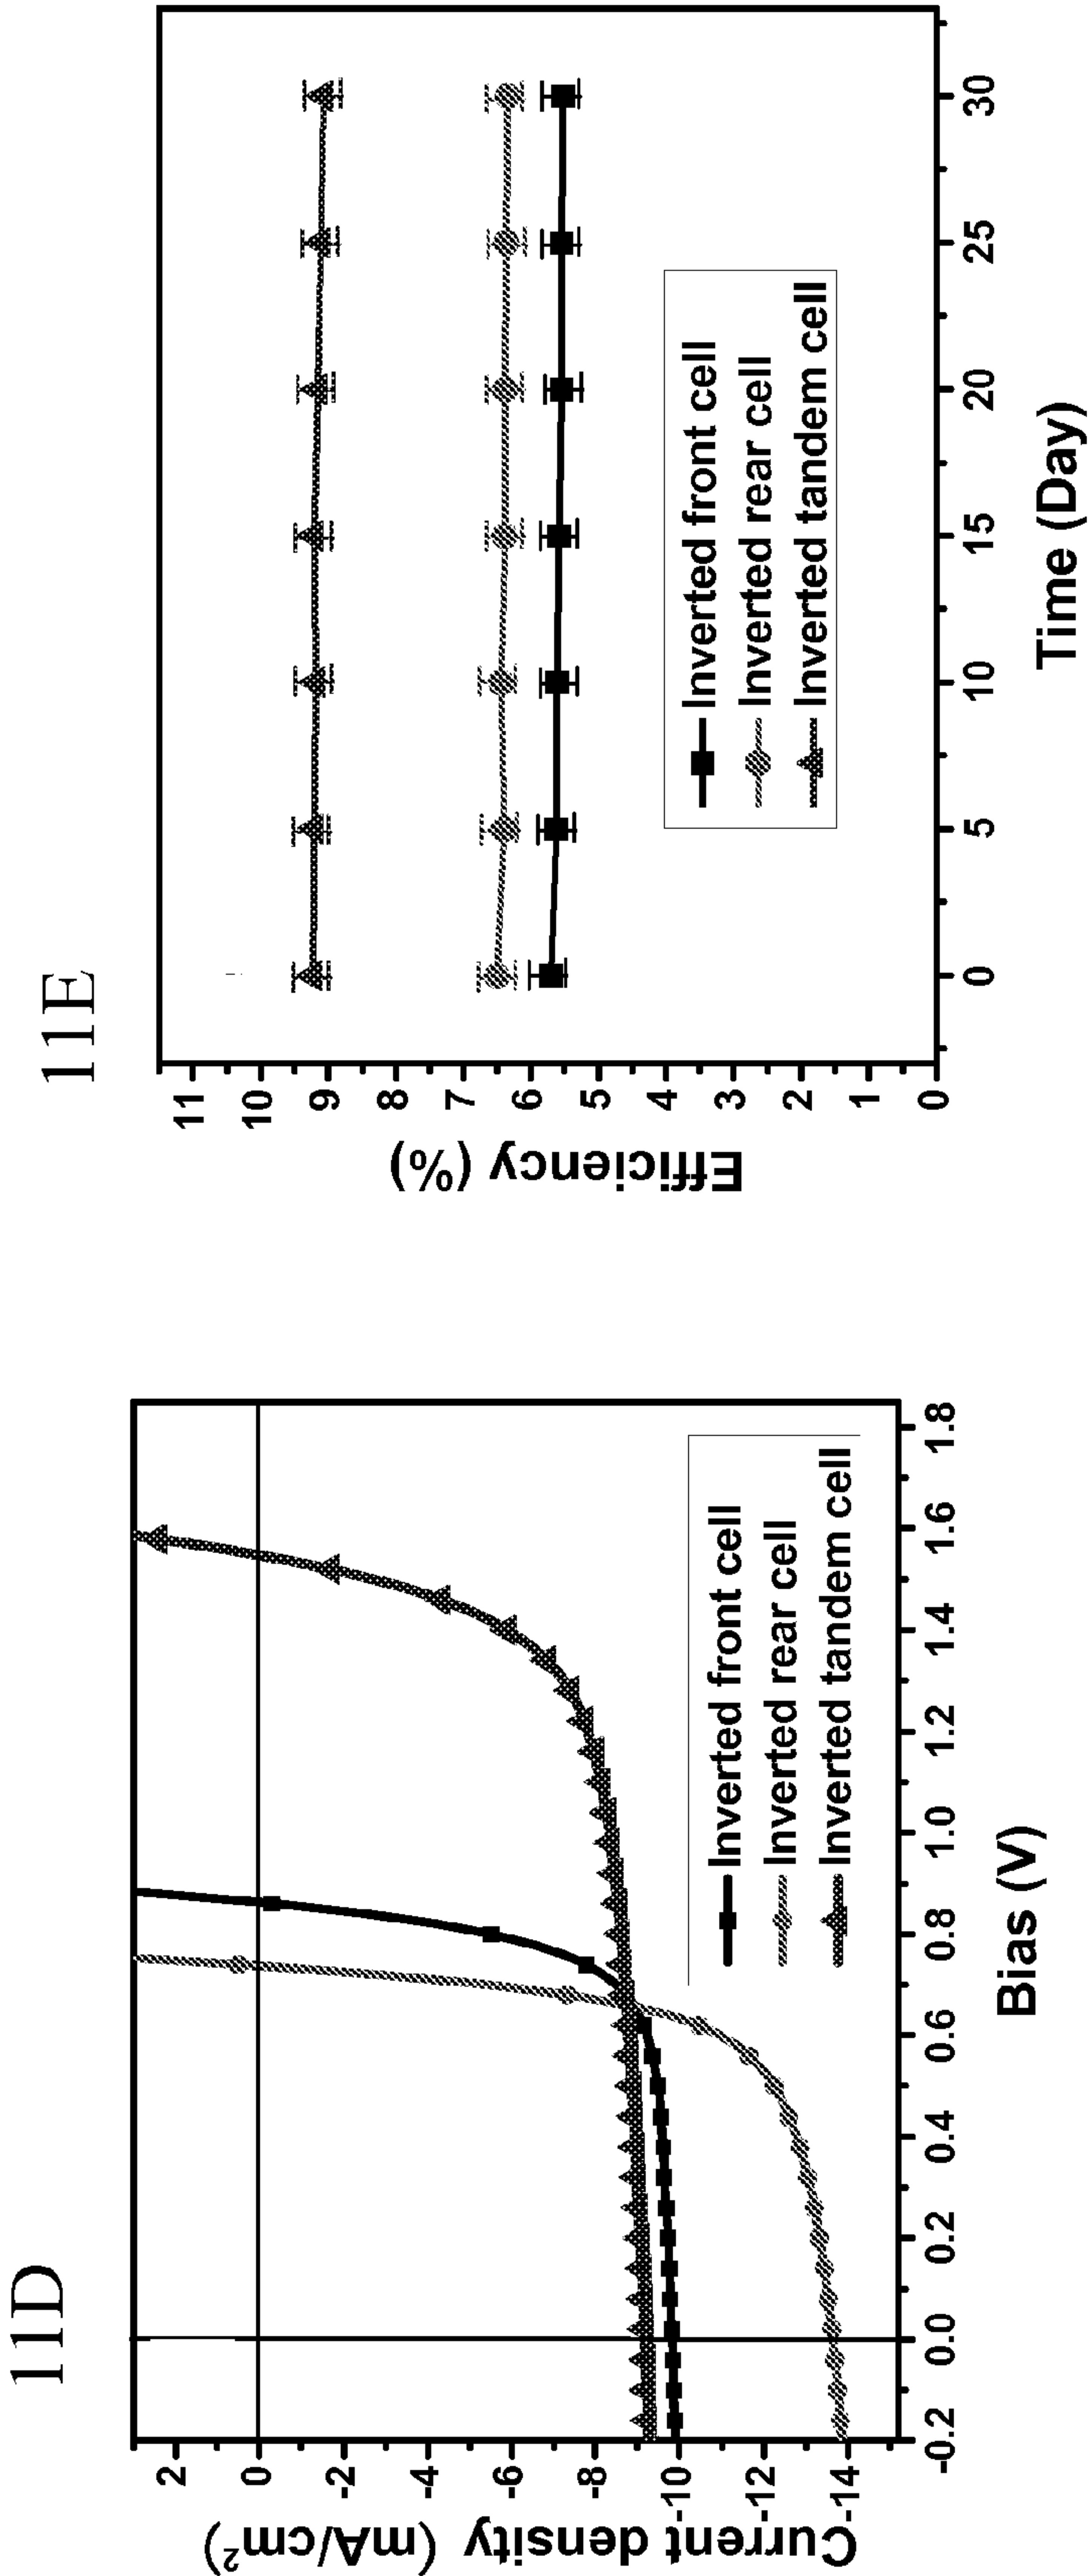 11D
Current density (mA/cm²)
2
0
-2
-4
-6
-8
-10
-12
-14
-0.2 0.0 0.2 0.4 0.6 0.8 1.0 1.2 1.4 1.6 1.8
Bias (V)
Inverted front cell
Inverted rear cell
Inverted tandem cell
11E
Efficiency (%)
11
10
9
8
7
6
5
4
3
2
1
0
0 5 10 15 20 25 30
Time (Day)
Inverted front cell
Inverted rear cell
Inverted tandem cell